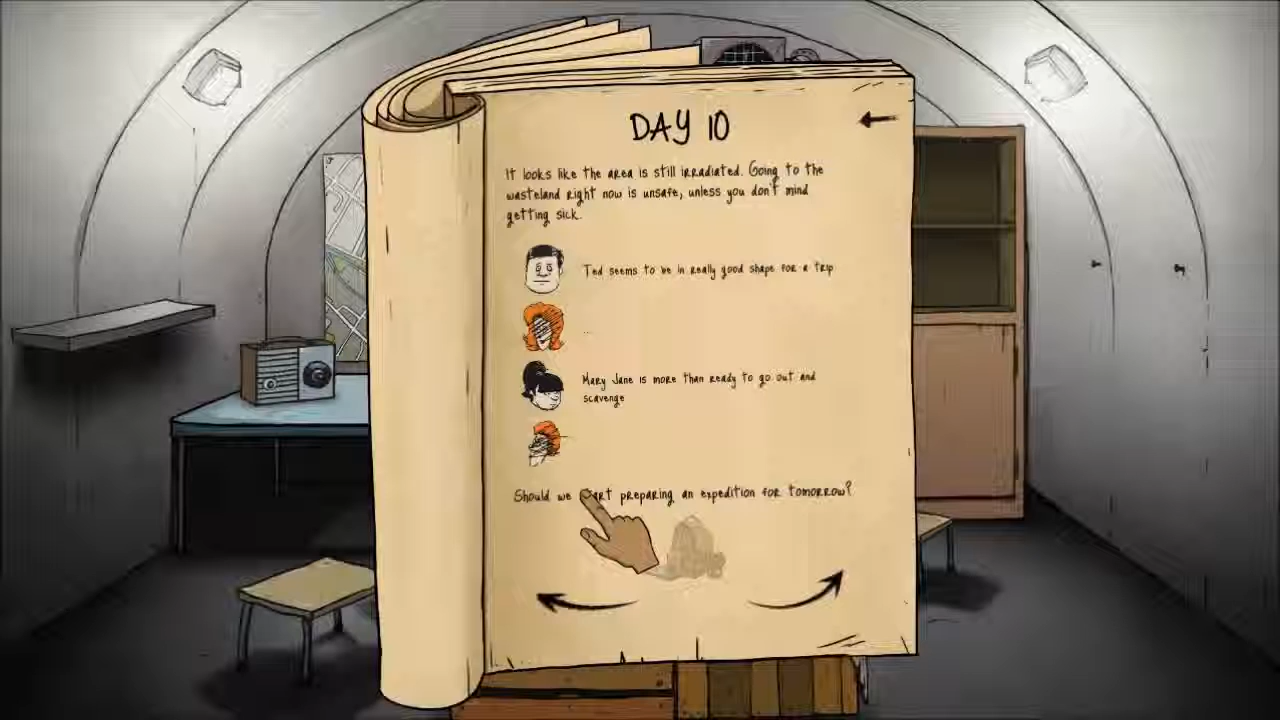 DAY 10
It looks like the area is still irradiated. Going to the
wasteland right now is unsafe, unless you don't mind
getting sick.
Ted seems to be in really good shape for a trip
...
Mary Jane is more than ready to go out and
scavenge
Should we preparing an expedition for tomorrow?